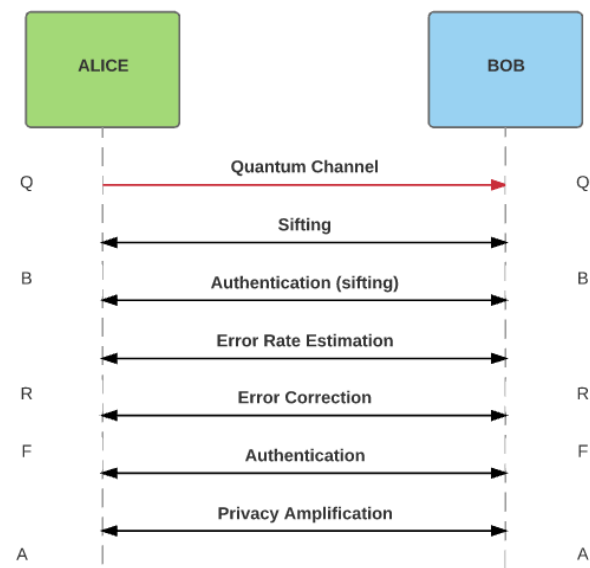 ALICE
BOB
Quantum Channel
Q
Q
Sifting
B
Authentication (sifting)
B
Error Rate Estimation
R
Error Correction
R
F
Authentication
F
Privacy Amplification
A
A